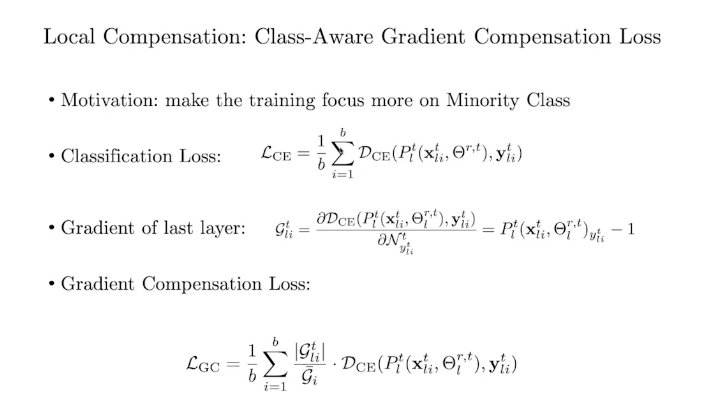 Local Compensation: Class-Aware Gradient Compensation Loss
• Motivation: make the training focus more on Minority Class
• Classification Loss: $\mathcal{L}_{\mathrm{CE}} = \frac{1}{b} \sum_{i=1}^{b} \mathcal{D}_{\mathrm{CE}}(P_l^t(\mathbf{x}_{li}^t, \Theta^{r,t}), \mathbf{y}_{li}^t)$
• Gradient of last layer: $\mathcal{G}_{li}^t = \frac{\partial \mathcal{D}_{\mathrm{CE}}(P_l^t(\mathbf{x}_{li}^t, \Theta_l^{r,t}), \mathbf{y}_{li}^t)}{\partial \mathcal{N}_{y_{li}^t}^t} = P_l^t(\mathbf{x}_{li}^t, \Theta_l^{r,t})_{y_{li}^t} - 1$
• Gradient Compensation Loss:
$\mathcal{L}_{\mathrm{GC}} = \frac{1}{b} \sum_{i=1}^{b} \frac{|\mathcal{G}_{li}^t|}{\bar{\mathcal{G}}_i} \cdot \mathcal{D}_{\mathrm{CE}}(P_l^t(\mathbf{x}_{li}^t, \Theta_l^{r,t}), \mathbf{y}_{li}^t)$